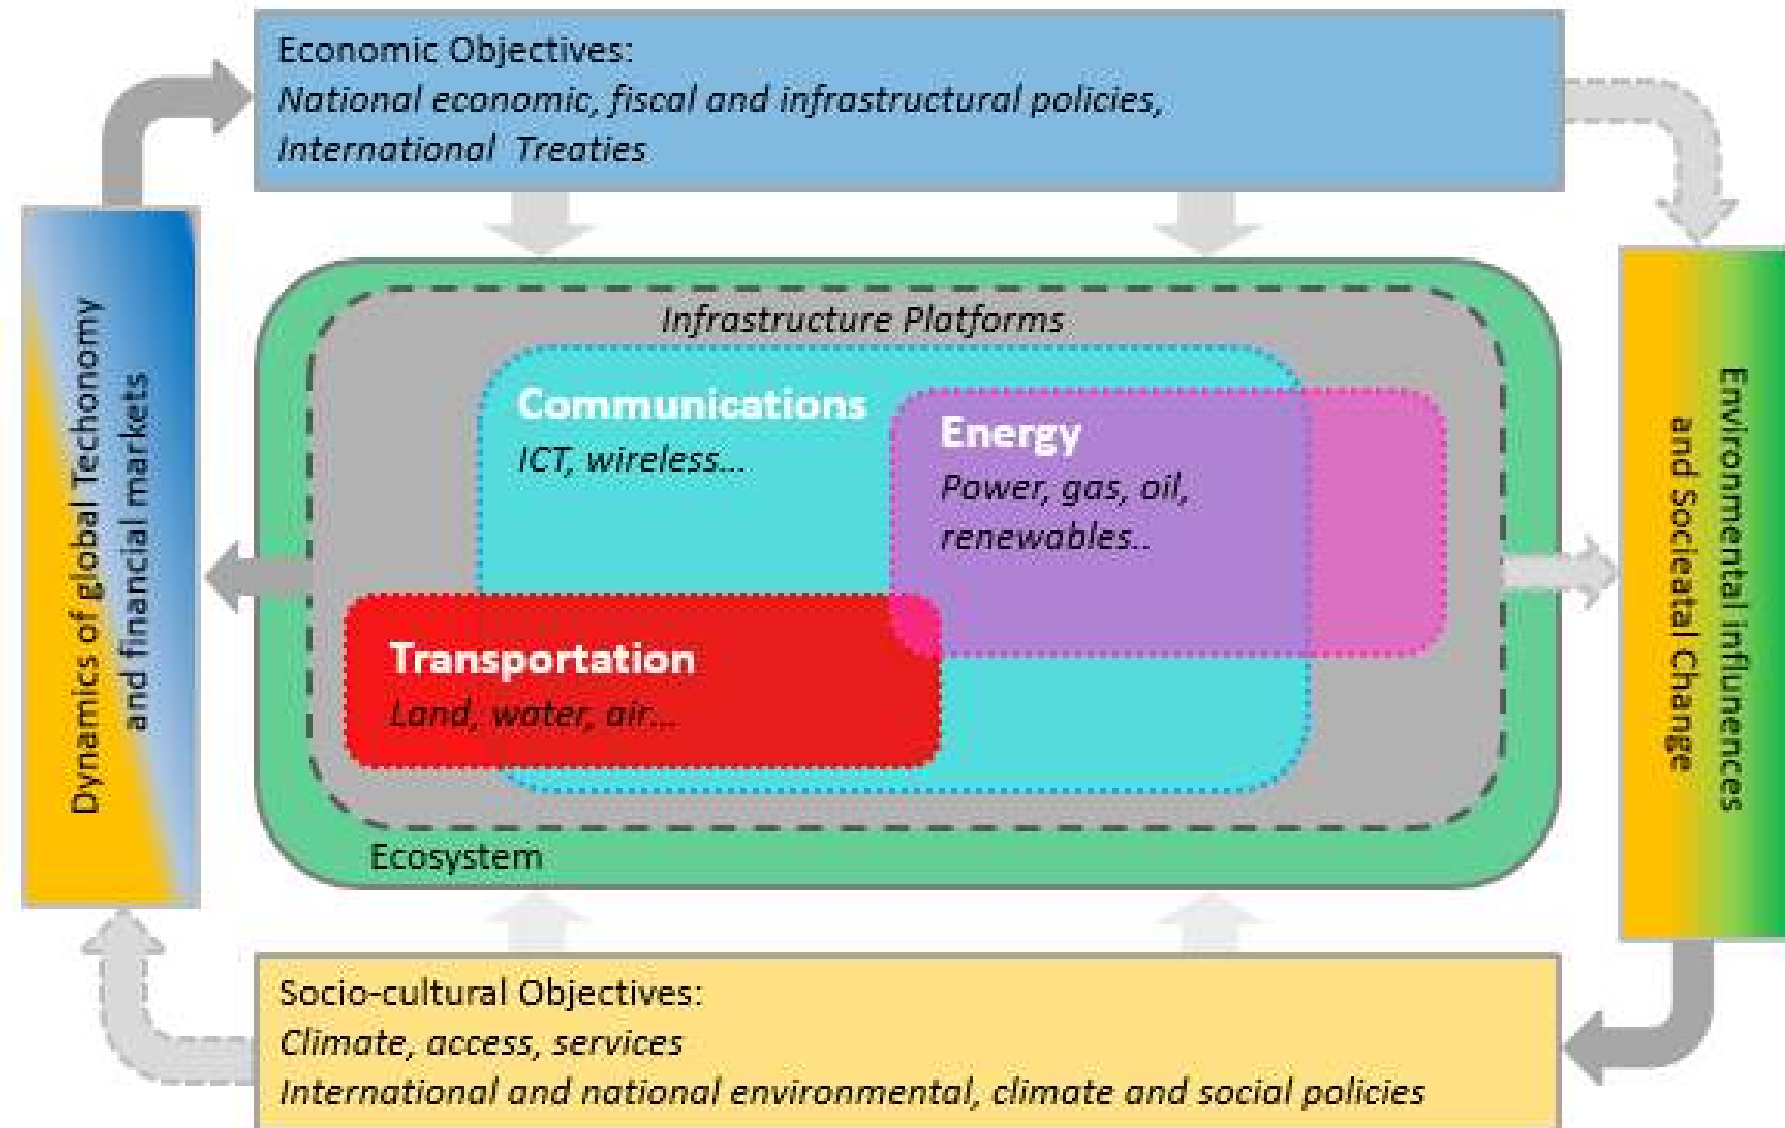 Economic Objectives:
National economic, fiscal and infrastructural policies,
International Treaties
Dynamics of global Techonomy
and financial markets
Infrastructure Platforms
Communications
ICT, wireless...
Energy
Power, gas, oil,
renewables..
Transportation
Land, water, air...
Ecosystem
Environmental influnences
and Socieatal Change
Socio-cultural Objectives:
Climate, access, services
International and national environmental, climate and social policies